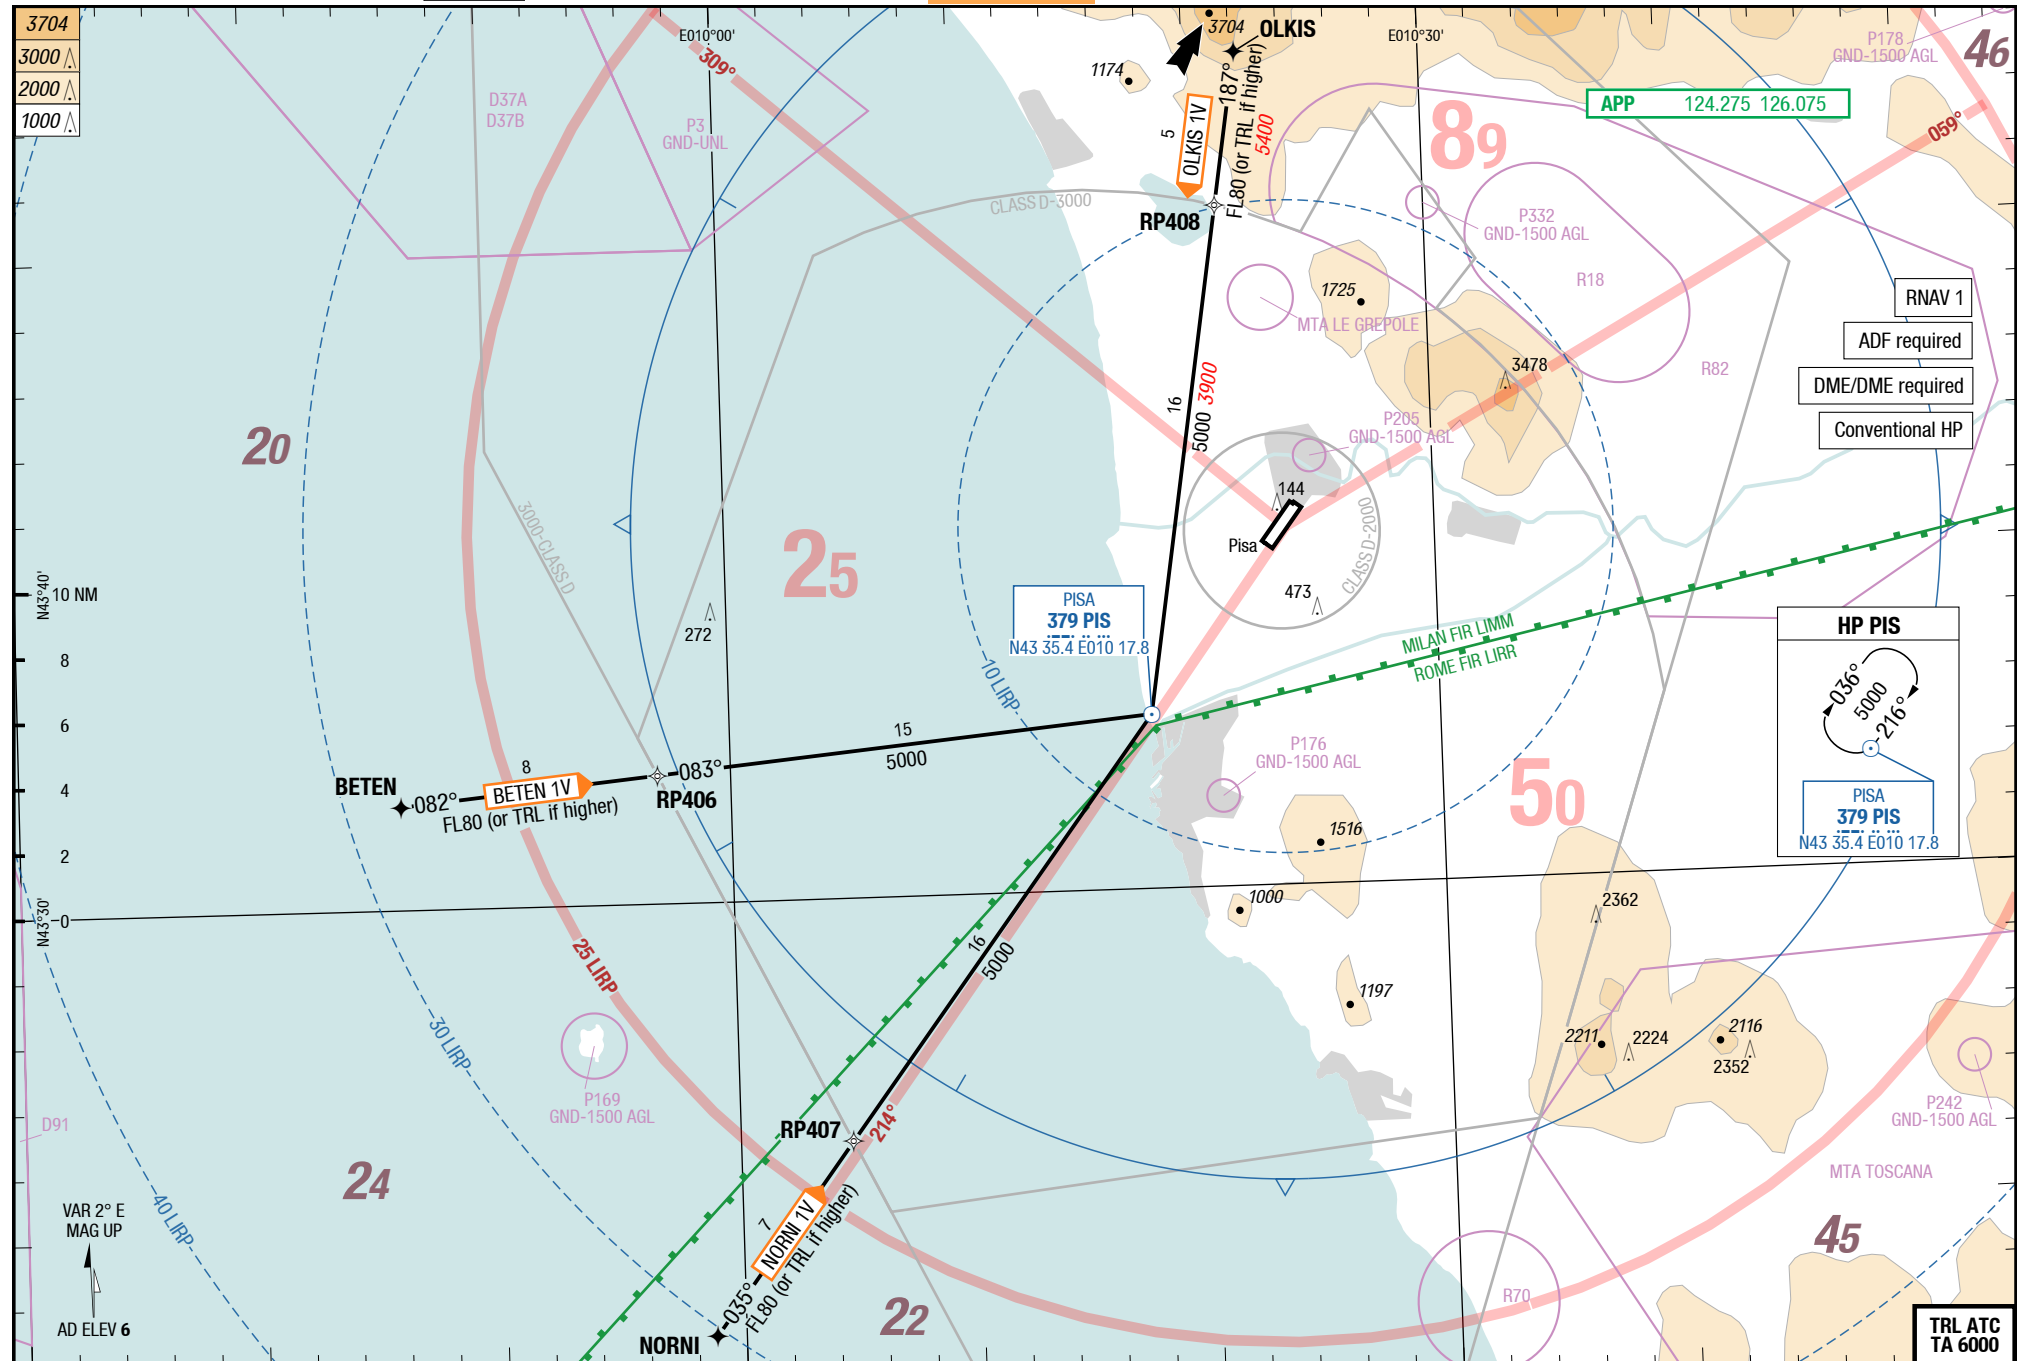 3704
3000
2000
1000
E010°00'
E010°30'
3704
OLKIS
1174
187°
FL80 (or TRL if higher)
5400
5
OLKIS 1V
RP408
309°
D37A
D37B
P3
GND-UNL
CLASS D-3000
P178
GND-1500 AGL
46
APP 124.275 126.075
059°
89
P332
GND-1500 AGL
R18
1725
MTA LE GREPOLE
RNAV 1
ADF required
DME/DME required
Conventional HP
R82
3478
16
5000
3900
P205
GND-1500 AGL
20
144
Pisa
CLASS D-2000
473
3000-CLASS D
25
N43°40'
10 NM
8
6
4
2
0
N43°30'
272
PISA
379 PIS
N43 35.4 E010 17.8
10 LIRP
MILAN FIR LIMM
ROME FIR LIRR
HP PIS
036°
5000
216°
PISA
379 PIS
N43 35.4 E010 17.8
15
5000
083°
RP406
8
BETEN
082°
BETEN 1V
FL80 (or TRL if higher)
P176
GND-1500 AGL
50
1516
1000
2362
16
5000
1197
25 LIRP
30 LIRP
40 LIRP
2211
2224
2116
2352
P169
GND-1500 AGL
D91
24
RP407
214°
P242
GND-1500 AGL
MTA TOSCANA
7
NORNI 1V
FL80 (or TRL if higher)
035°
NORNI
VAR 2° E
MAG UP
AD ELEV 6
22
45
R70
TRL ATC
TA 6000